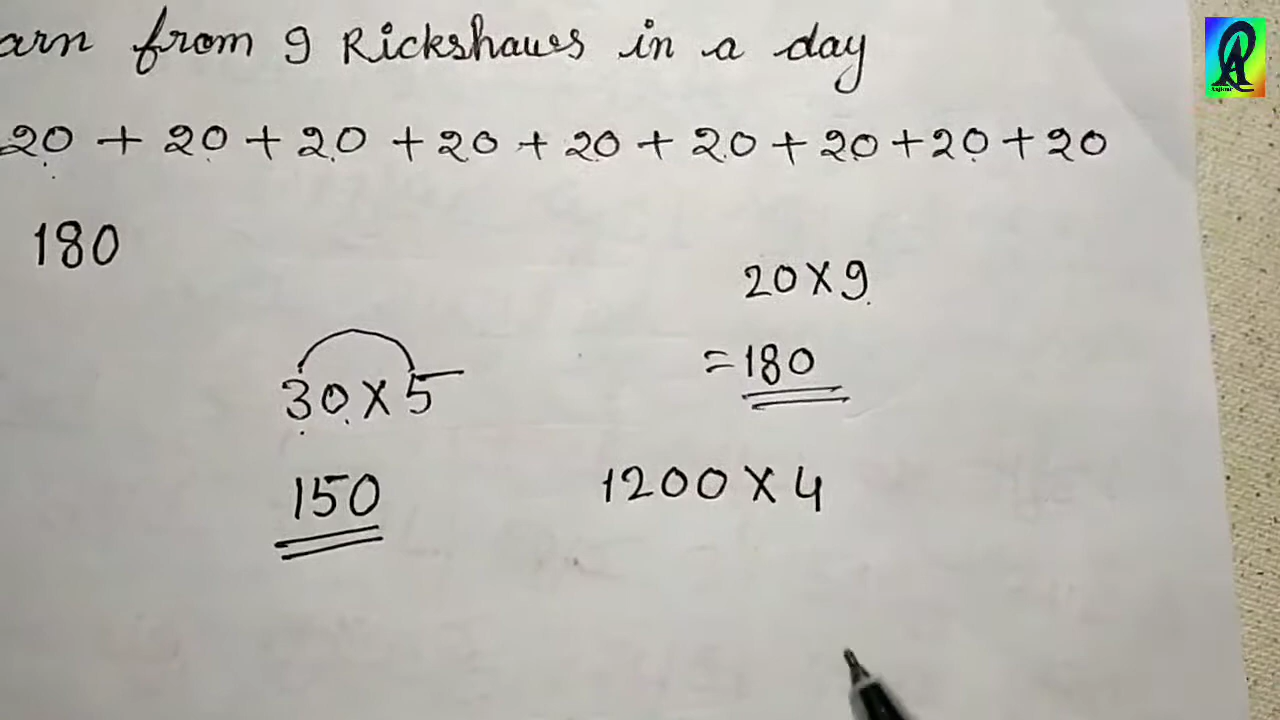 arn from 9 Rickshaws in a day
20 + 20 + 20 + 20 + 20 + 20 + 20 + 20 + 20
180
20 X 9
= 180
30 X 5
150
1200 X 4